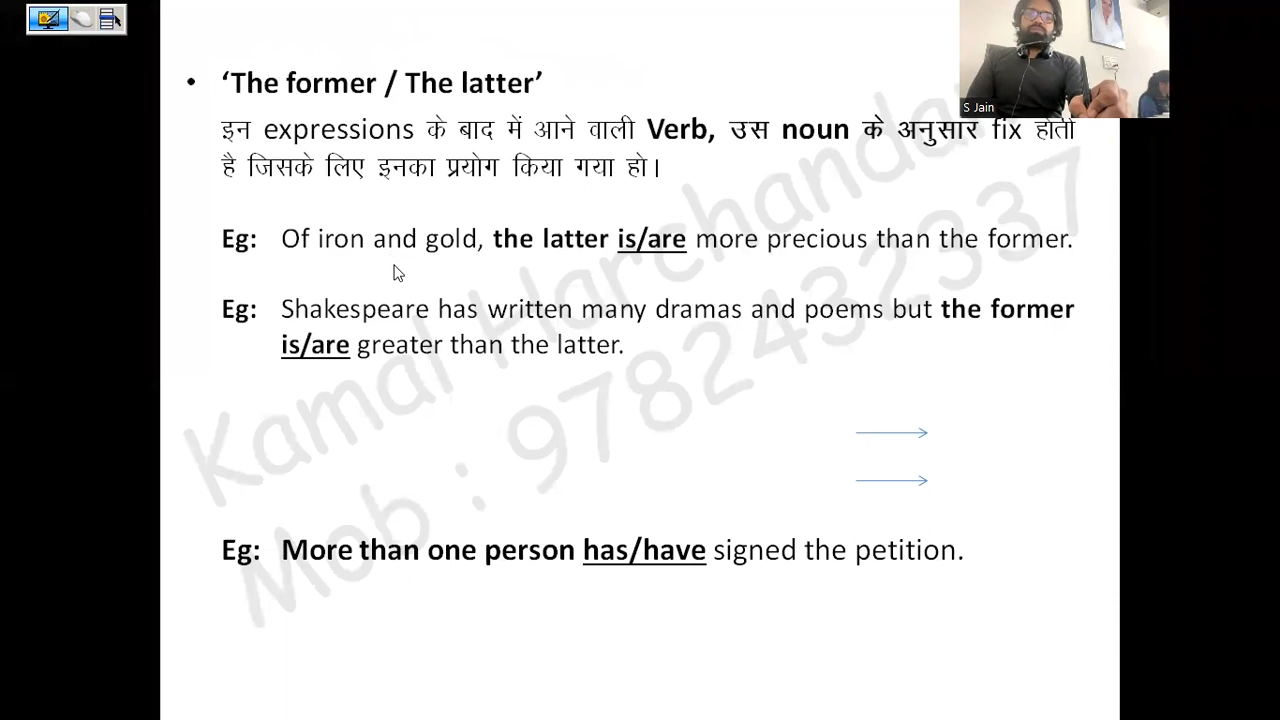 S Jain
• ‘The former / The latter’
इन expressions के बाद में आने वाली Verb, उस noun के अनुसार fix होती
है जिसके लिए इनका प्रयोग किया गया हो।
Eg: Of iron and gold, the latter is/are more precious than the former.
Eg: Shakespeare has written many dramas and poems but the former
is/are greater than the latter.
Eg: More than one person has/have signed the petition.
Kamal Harchandani
Mob : 9782432337